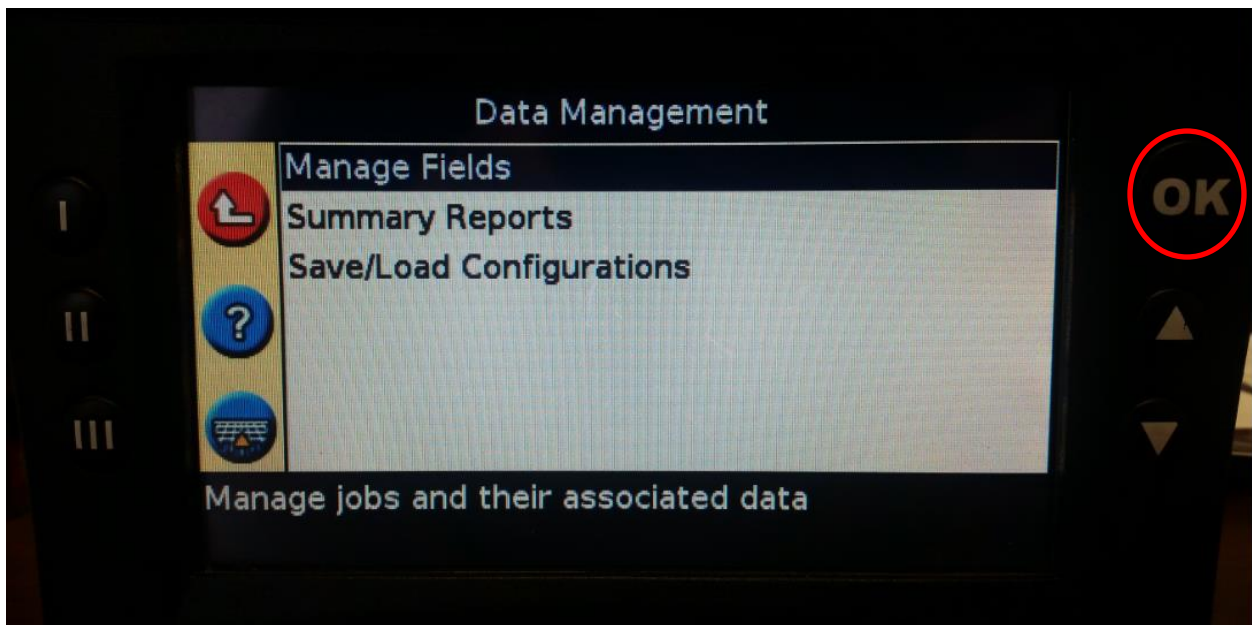 Data Management
Manage Fields
OK
I
Summary Reports
Save/Load Configurations
?
II
III
Manage jobs and their associated data